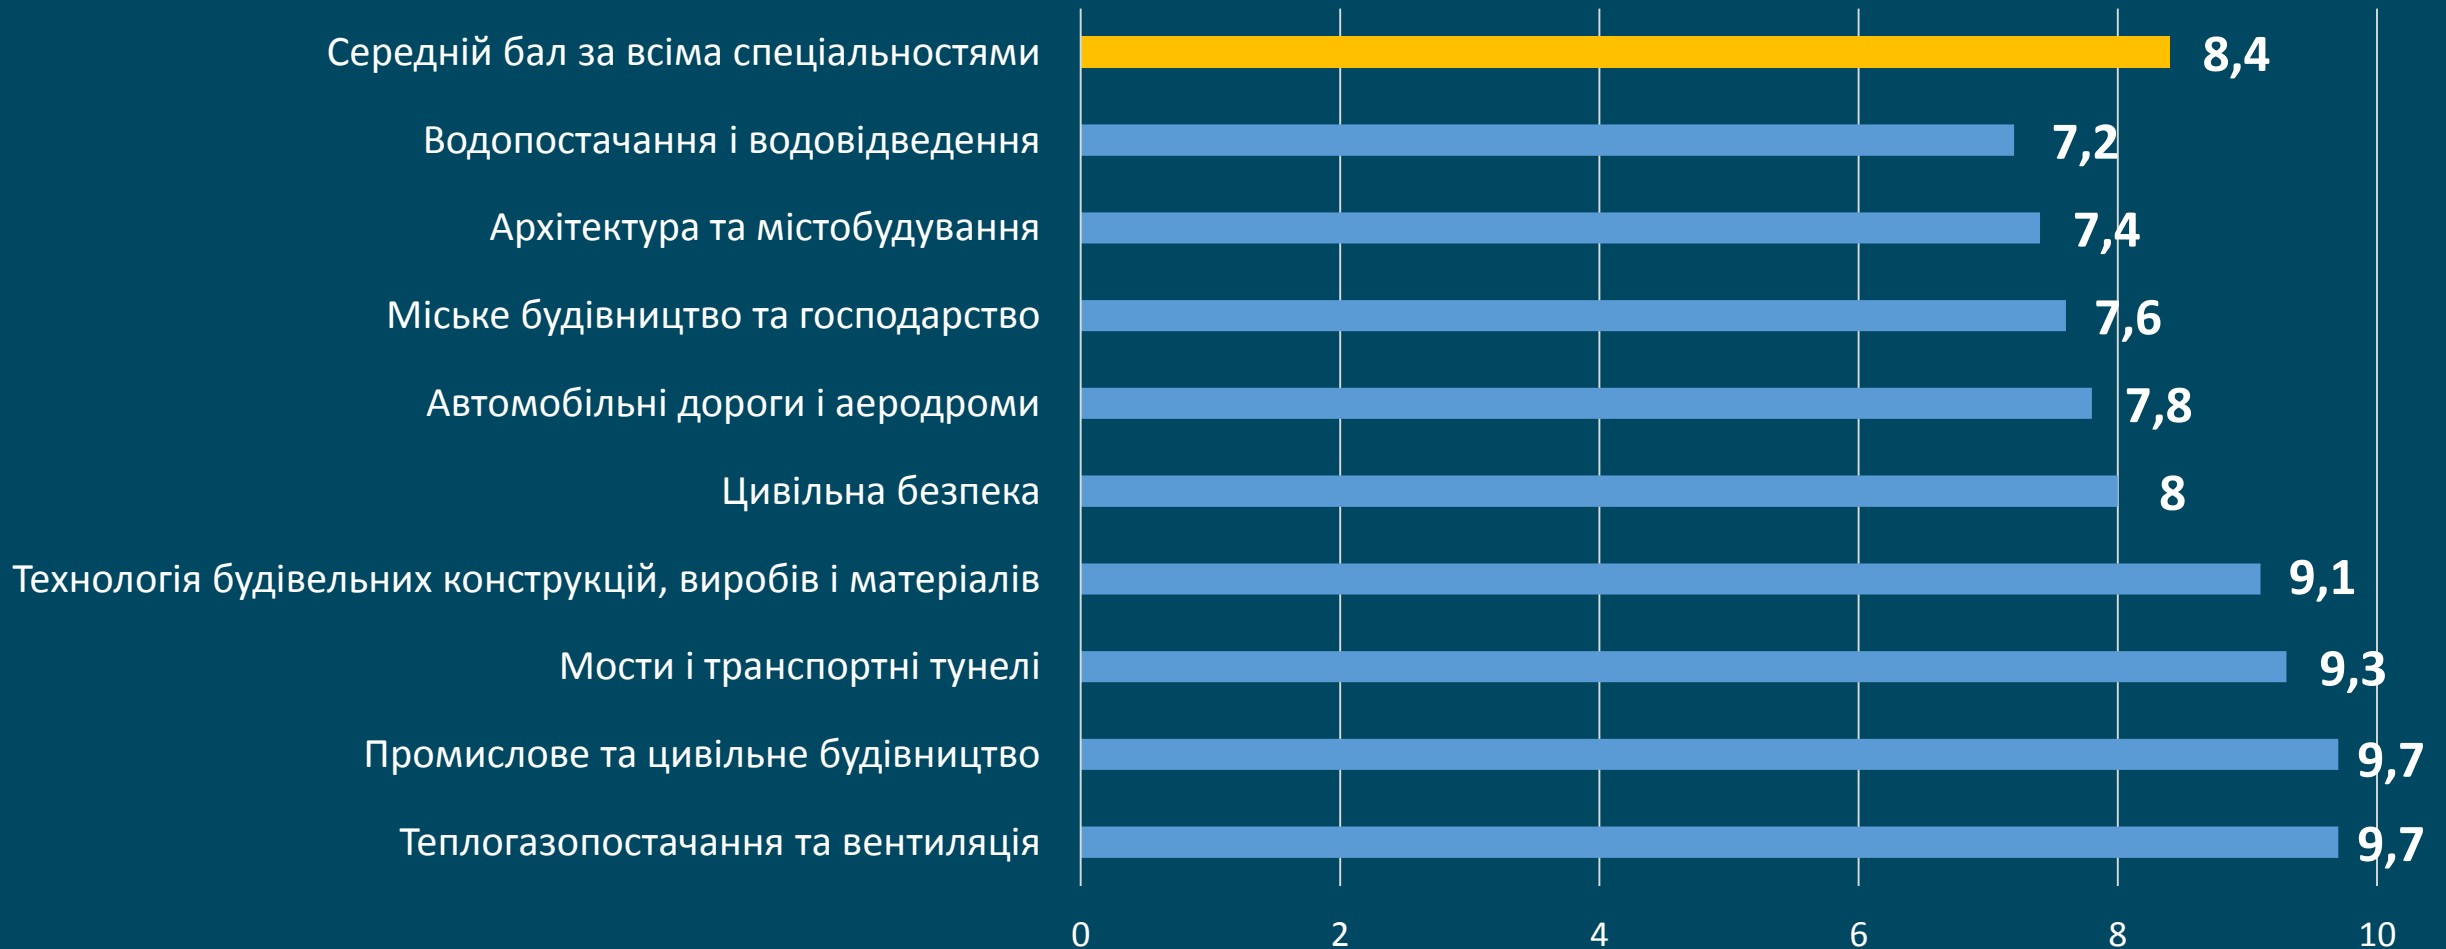 Середній бал за всіма спеціальностями 8,4
Водопостачання і водовідведення 7,2
Архітектура та містобудування 7,4
Міське будівництво та господарство 7,6
Автомобільні дороги і аеродроми 7,8
Цивільна безпека 8
Технологія будівельних конструкцій, виробів і матеріалів 9,1
Мости і транспортні тунелі 9,3
Промислове та цивільне будівництво 9,7
Теплогазопостачання та вентиляція 9,7
0 2 4 6 8 10